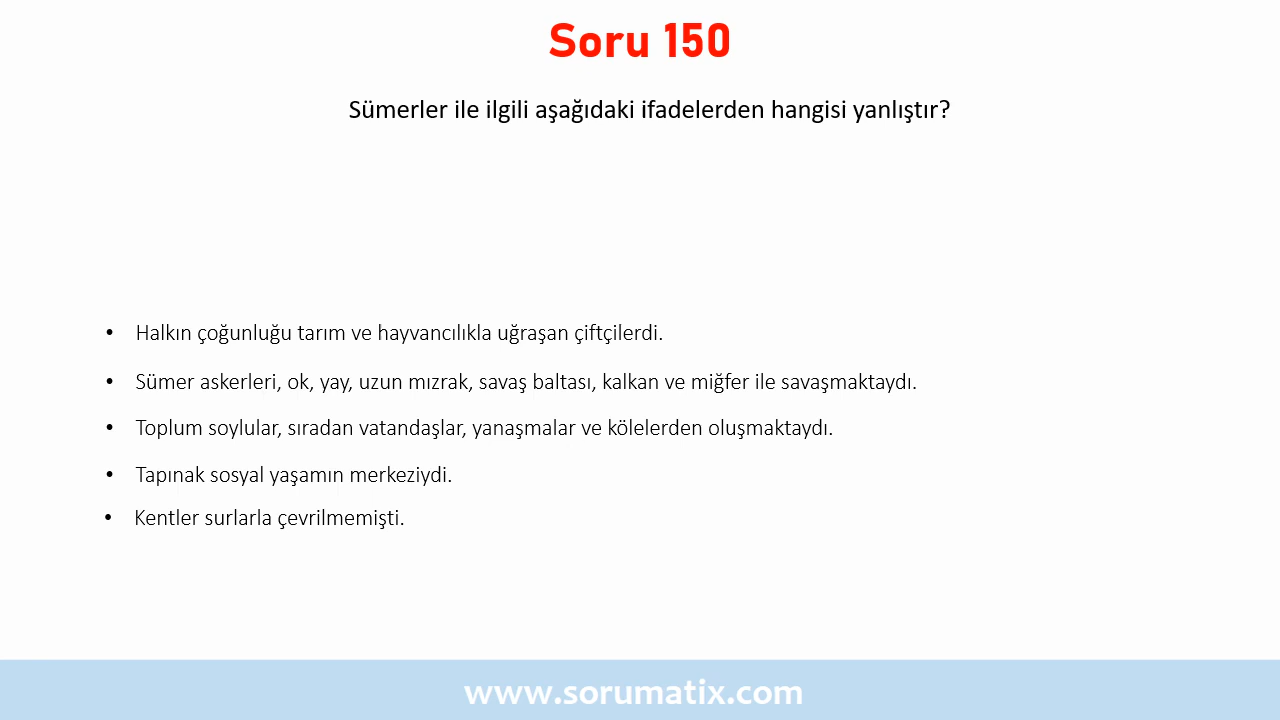 Soru 150
Sümerler ile ilgili aşağıdaki ifadelerden hangisi yanlıştır?
• Halkın çoğunluğu tarım ve hayvancılıkla uğraşan çiftçilerdi.
• Sümer askerleri, ok, yay, uzun mızrak, savaş baltası, kalkan ve miğfer ile savaşmaktaydı.
• Toplum soylular, sıradan vatandaşlar, yanaşmalar ve kölelerden oluşmaktaydı.
• Tapınak sosyal yaşamın merkeziydi.
• Kentler surlarla çevrilmemişti.
www.sorumatix.com